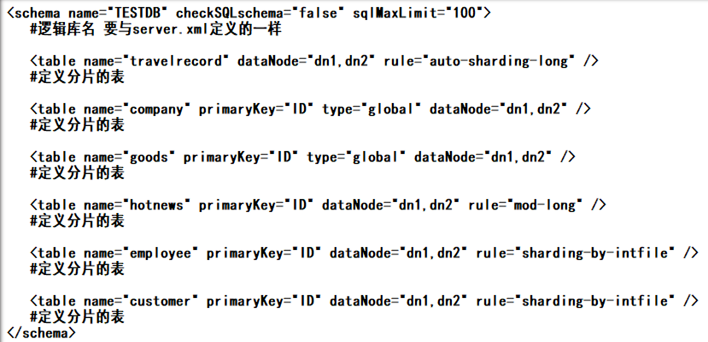 <schema name="TESTDB" checkSQLschema="false" sqlMaxLimit="100">
#逻辑库名 要与server.xml定义的一样
<table name="travelrecord" dataNode="dn1,dn2" rule="auto-sharding-long" />
#定义分片的表
<table name="company" primaryKey="ID" type="global" dataNode="dn1,dn2" />
#定义分片的表
<table name="goods" primaryKey="ID" type="global" dataNode="dn1,dn2" />
#定义分片的表
<table name="hotnews" primaryKey="ID" dataNode="dn1,dn2" rule="mod-long" />
#定义分片的表
<table name="employee" primaryKey="ID" dataNode="dn1,dn2" rule="sharding-by-intfile" />
#定义分片的表
<table name="customer" primaryKey="ID" dataNode="dn1,dn2" rule="sharding-by-intfile" />
#定义分片的表
</schema>